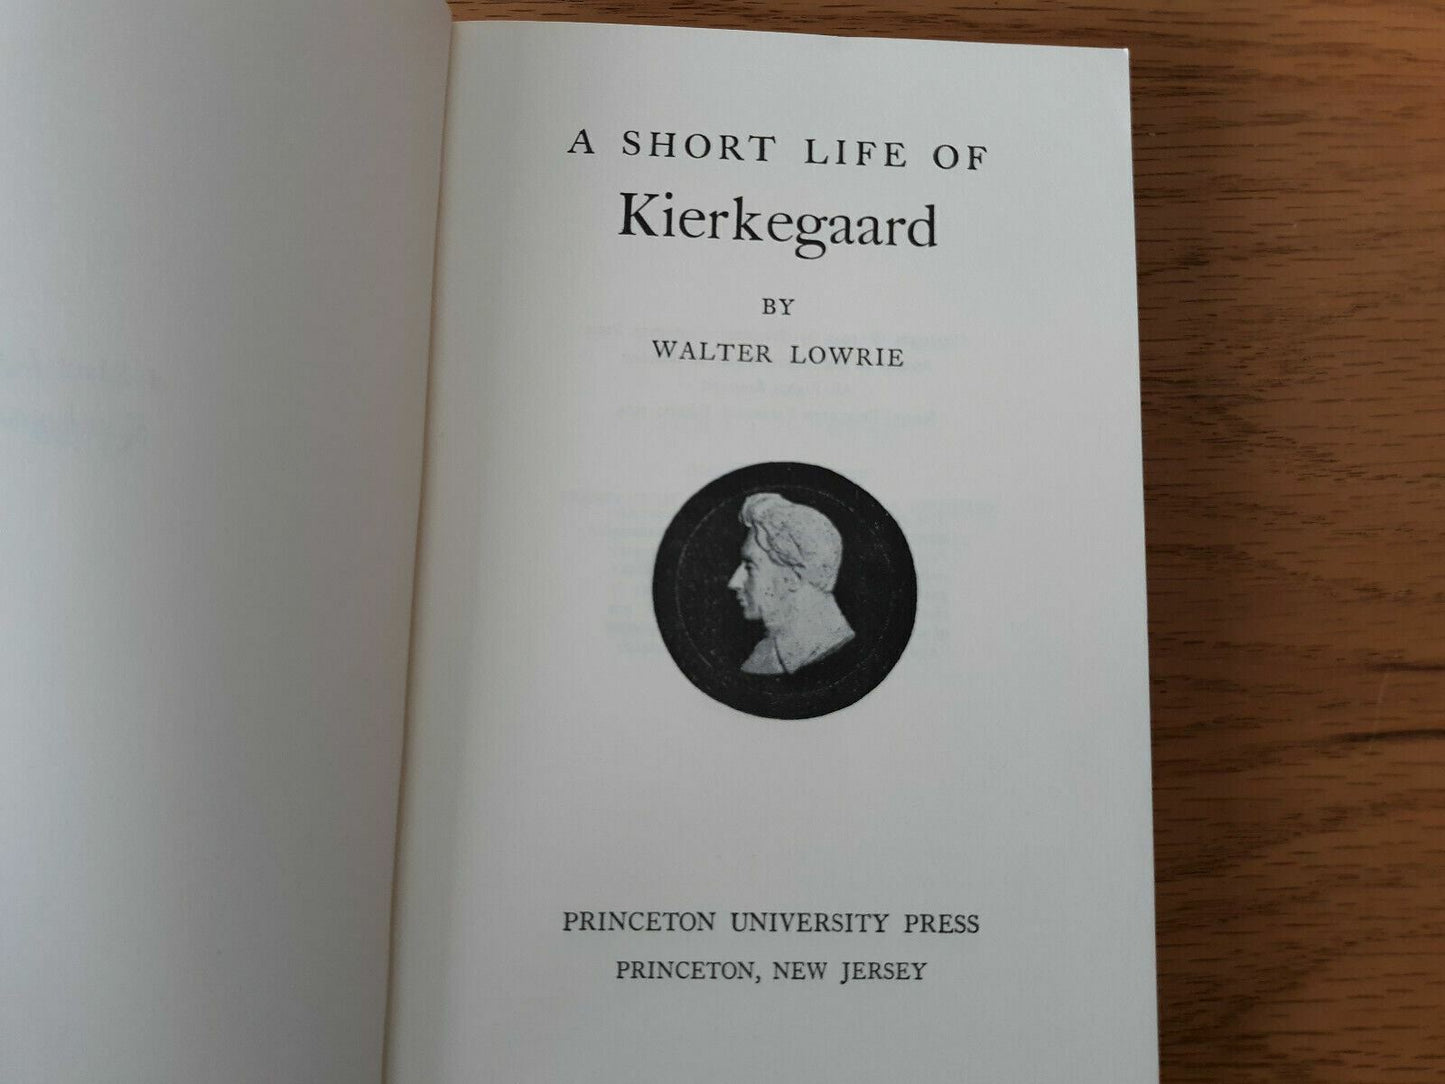 A SHORT LIFE OF
Kierkegaard
BY
WALTER LOWRIE
PRINCETON UNIVERSITY PRESS
PRINCETON, NEW JERSEY